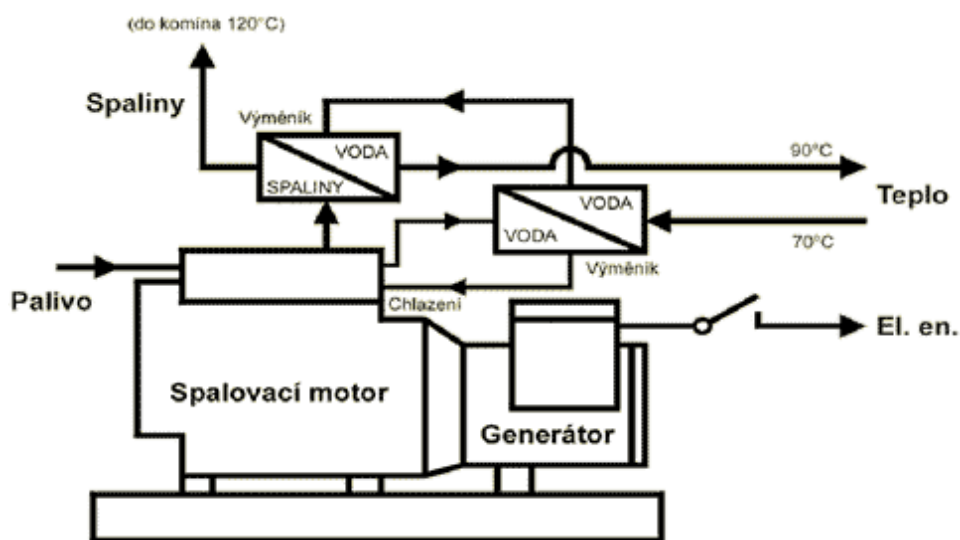 (do komína 120°C)
Spaliny
Výměník
VODA
SPALINY
90°C
Teplo
VODA
VODA
70°C
Výměník
Palivo
Chlazení
El. en.
Spalovací motor
Generátor